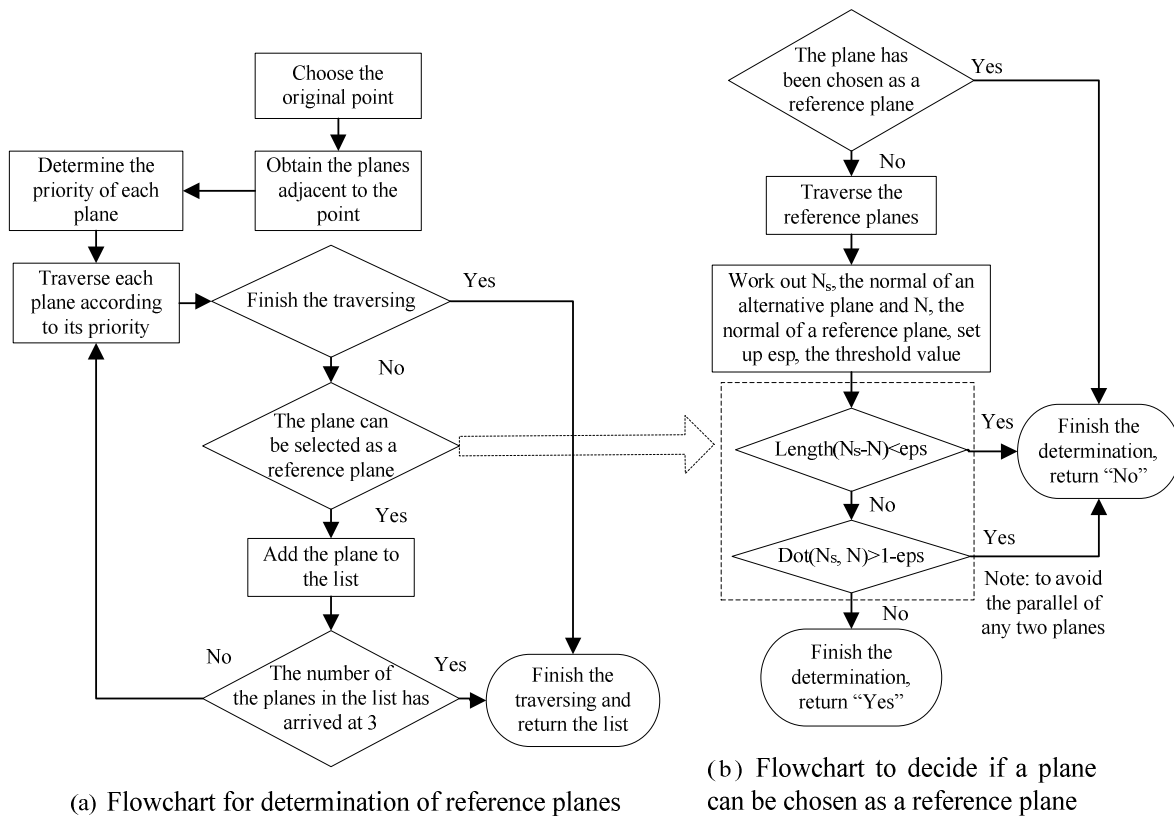 Choose the
original point
Obtain the planes
adjacent to the
point
Determine the
priority of each
plane
Traverse each
plane according
to its priority
Finish the traversing
Yes
No
The plane can
be selected as a
reference plane
Yes
Add the plane to
the list
No
The number of
the planes in the list has
arrived at 3
Yes
Finish the
traversing and
return the list
(a) Flowchart for determination of reference planes
The plane has
been chosen as a
reference plane
Yes
No
Traverse the
reference planes
Work out Ns, the normal of an
alternative plane and N, the
normal of a reference plane, set
up esp, the threshold value
Length(Ns-N)<eps
Yes
No
Dot(Ns, N)>1-eps
Yes
No
Finish the
determination,
return “No”
Note: to avoid
the parallel of
any two planes
Finish the
determination,
return “Yes”
(b) Flowchart to decide if a plane
can be chosen as a reference plane